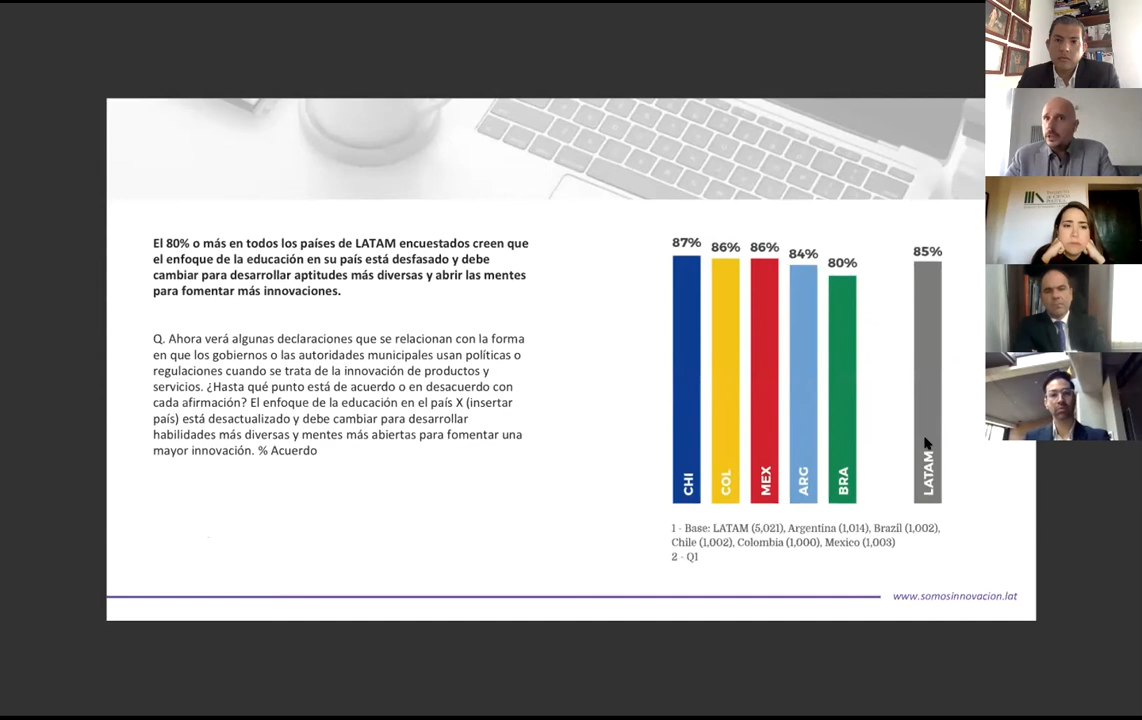 El 80% o más en todos los países de LATAM encuestados creen que
el enfoque de la educación en su país está desfasado y debe
cambiar para desarrollar aptitudes más diversas y abrir las mentes
para fomentar más innovaciones.
Q. Ahora verá algunas declaraciones que se relacionan con la forma
en que los gobiernos o las autoridades municipales usan políticas o
regulaciones cuando se trata de la innovación de productos y
servicios. ¿Hasta qué punto está de acuerdo o en desacuerdo con
cada afirmación? El enfoque de la educación en el país X (insertar
país) está desactualizado y debe cambiar para desarrollar
habilidades más diversas y mentes más abiertas para fomentar una
mayor innovación. % Acuerdo
87% 86% 86% 84% 80% 85%
CHI COL MEX ARG BRA LATAM
1 - Base: LATAM (5,021), Argentina (1,014), Brazil (1,002),
Chile (1,002), Colombia (1,000), Mexico (1,003)
2 - Q1
www.somosinnovacion.lat